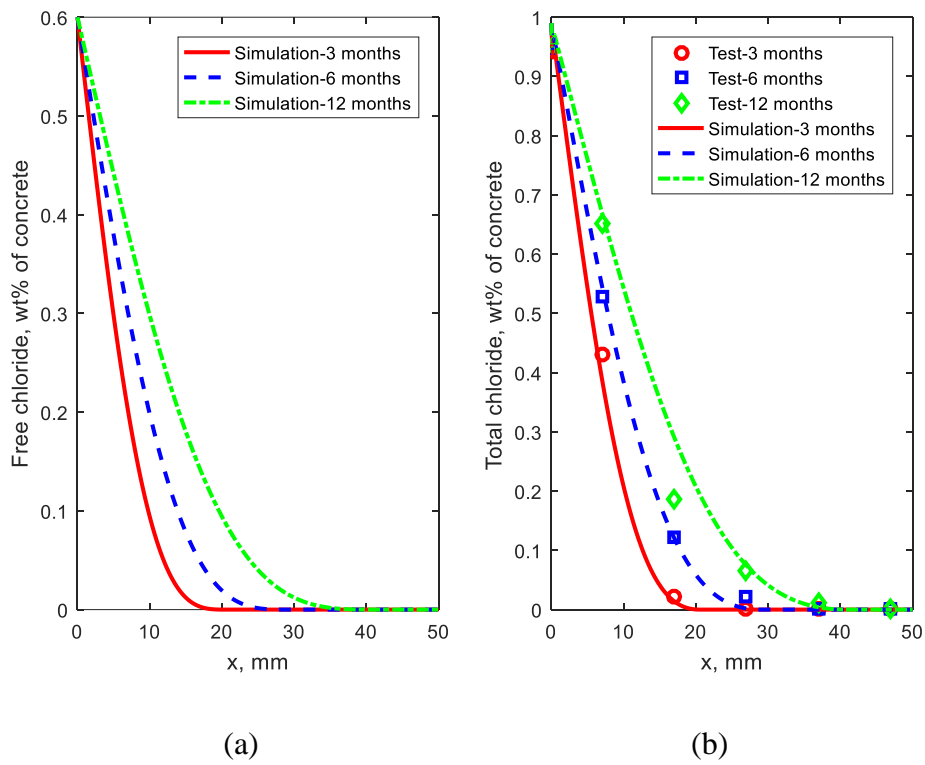 0.6
0.5
0.4
0.3
0.2
0.1
0
0
10
20
30
40
50
Free chloride, wt% of concrete
x, mm
Simulation-3 months
Simulation-6 months
Simulation-12 months
(a)
1
0.9
0.8
0.7
0.6
0.5
0.4
0.3
0.2
0.1
0
0
10
20
30
40
50
Total chloride, wt% of concrete
x, mm
Test-3 months
Test-6 months
Test-12 months
Simulation-3 months
Simulation-6 months
Simulation-12 months
(b)